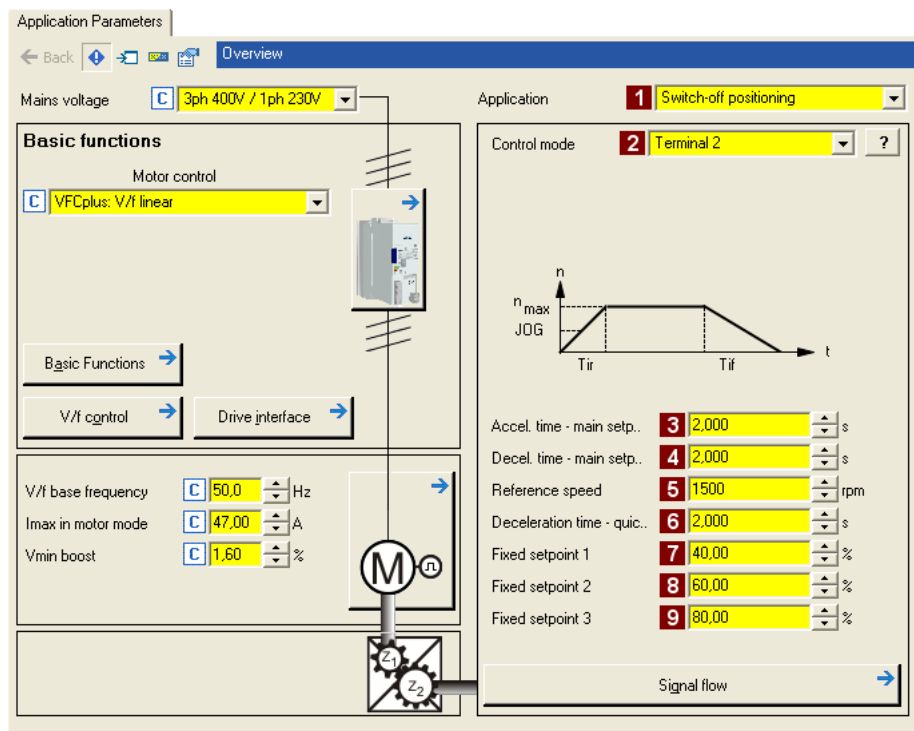 Application Parameters
Back
Overview
Mains voltage C 3ph 400V / 1ph 230V
Application 1 Switch-off positioning
Basic functions
Motor control
C VFCplus: V/f linear
Basic Functions
V/f control
Drive interface
V/f base frequency C 50,0 Hz
Imax in motor mode C 47,00 A
Vmin boost C 1,60 %
M
Z1
Z2
Control mode 2 Terminal 2 ?
n
nmax
JOG
t
Tir
Tif
Accel. time - main setp.. 3 2,000 s
Decel. time - main setp.. 4 2,000 s
Reference speed 5 1500 rpm
Deceleration time - quic.. 6 2,000 s
Fixed setpoint 1 7 40,00 %
Fixed setpoint 2 8 60,00 %
Fixed setpoint 3 9 80,00 %
Signal flow